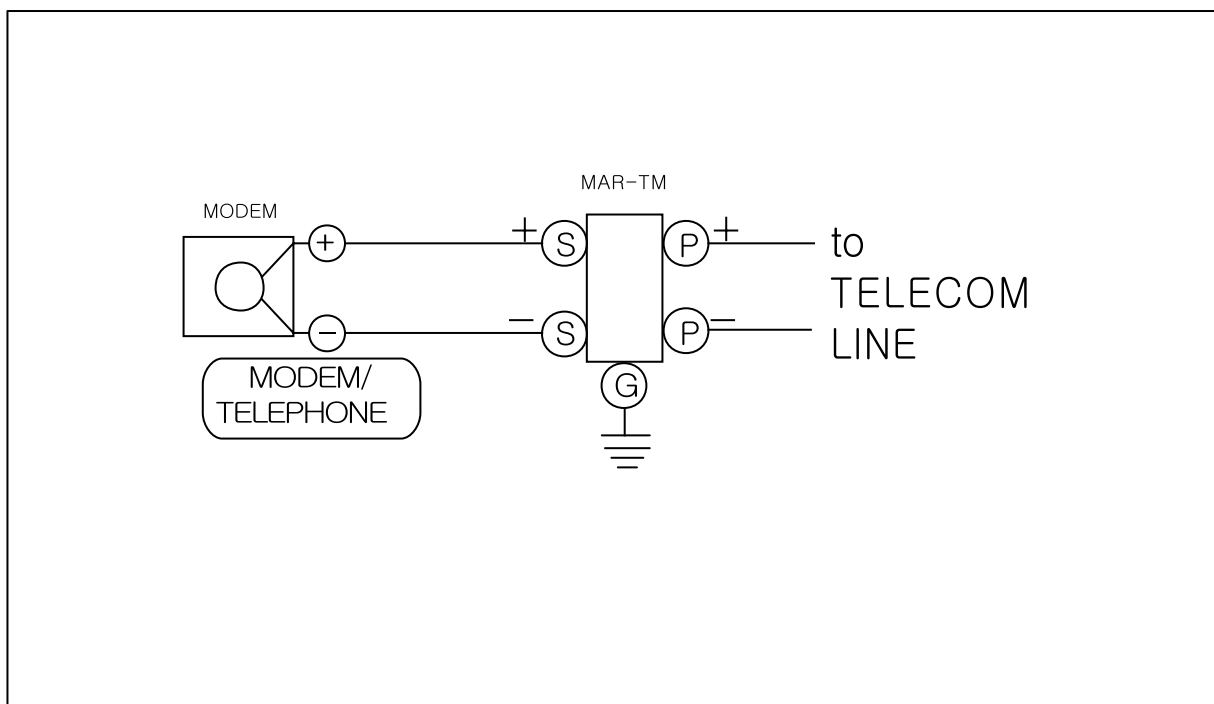 MAR-TM
MODEM
+
+
+
S
P
to
TELECOM
LINE
−
−
−
S
P
MODEM/
TELEPHONE
G